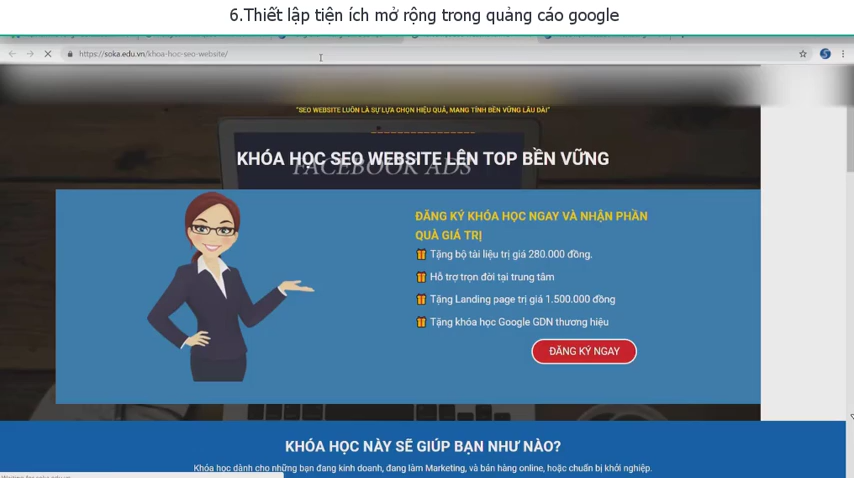 6.Thiết lập tiện ích mở rộng trong quảng cáo google
https://soka.edu.vn/khoa-hoc-seo-website/
"SEO WEBSITE LUÔN LÀ SỰ LỰA CHỌN HIỆU QUẢ, MANG TÍNH BỀN VỮNG LÂU DÀI"
KHÓA HỌC SEO WEBSITE LÊN TOP BỀN VỮNG
FACEBOOK ADS
ĐĂNG KÝ KHÓA HỌC NGAY VÀ NHẬN PHẦN
QUÀ GIÁ TRỊ
Tặng bộ tài liệu trị giá 280.000 đồng.
Hỗ trợ trọn đời tại trung tâm
Tặng Landing page trị giá 1.500.000 đồng
Tặng khóa học Google GDN thương hiệu
ĐĂNG KÝ NGAY
KHÓA HỌC NÀY SẼ GIÚP BẠN NHƯ NÀO?
Khóa học dành cho những bạn đang kinh doanh, đang làm Marketing, và bán hàng online, hoặc chuẩn bị khởi nghiệp.